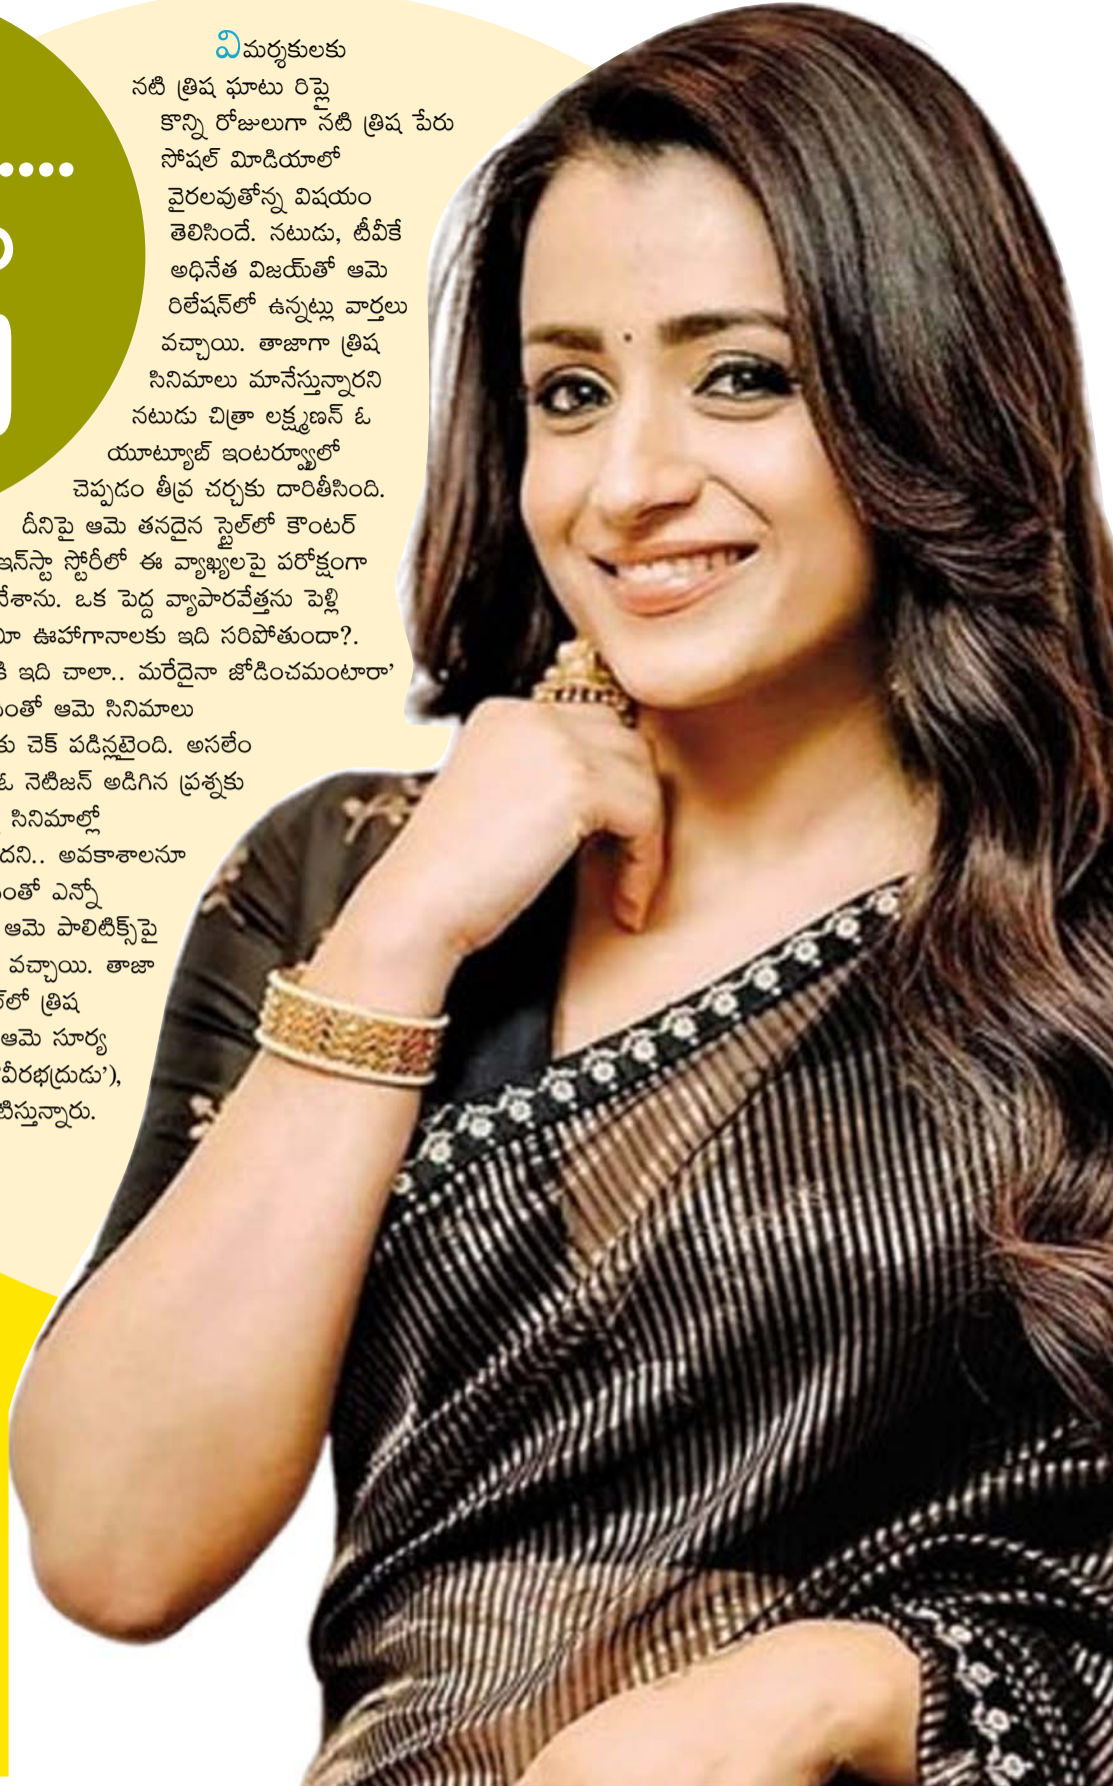 విమర్శకులకు
నటి త్రిష ఘాటు రిప్లై
కొన్ని రోజులుగా నటి త్రిష పేరు
సోషల్ మీడియాలో
వైరలవుతోన్న విషయం
తెలిసిందే. నటుడు, టీవీకే
అధినేత విజయ్‌తో ఆమె
రిలేషన్‌లో ఉన్నట్లు వార్తలు
వచ్చాయి. తాజాగా త్రిష
సినిమాలు మానేస్తున్నారని
నటుడు చిత్రా లక్ష్మణన్ ఓ
యూట్యూబ్ ఇంటర్వ్యూలో
చెప్పడం తీవ్ర చర్చకు దారితీసింది.
దీనిపై ఆమె తనదైన స్టైల్‌లో కౌంటర్
ఇన్‌స్టా స్టోరీలో ఈ వ్యాఖ్యలపై పరోక్షంగా
ఒక పెద్ద వ్యాపారవేత్తను పెళ్లి
ఊహాగానాలకు ఇది సరిపోతుందా?.
ఇది చాలా.. మరేదైనా జోడించమంటారా’
ఆమె సినిమాలు
చెక్ పడిన్లటైంది. అసలేం
ఓ నెటిజన్ అడిగిన ప్రశ్నకు
సినిమాల్లో
అవకాశాలనూ
ఎన్నో
ఆమె పాలిటిక్స్‌పై
వచ్చాయి. తాజా
త్రిష
ఆమె సూర్య
‘వీరభద్రుడు’),